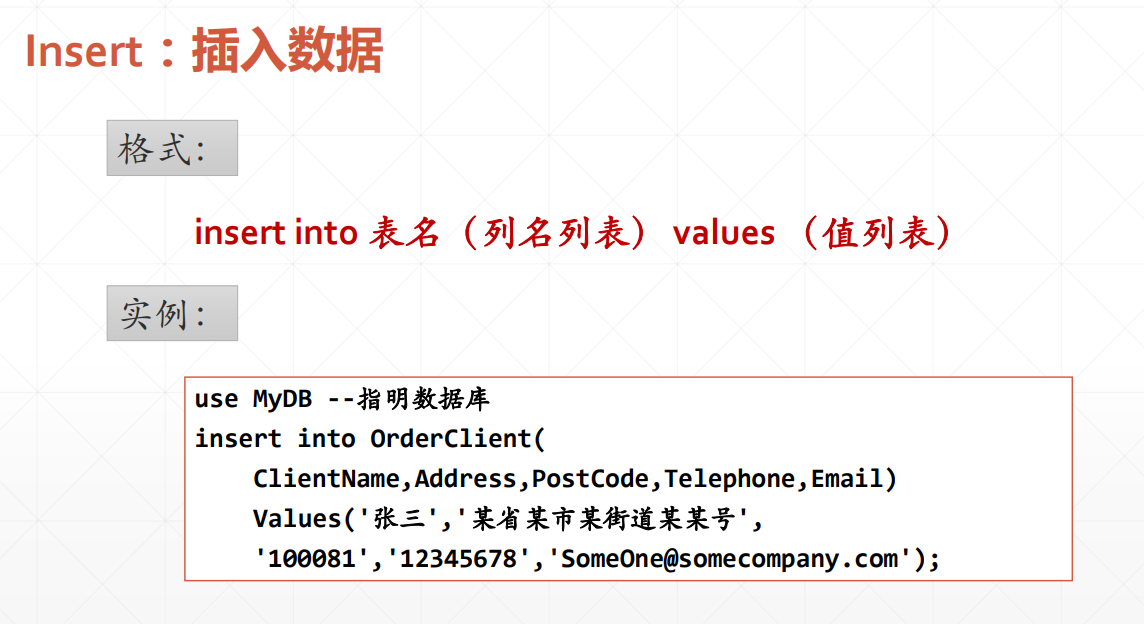 Insert：插入数据
格式：
insert into 表名（列名列表） values （值列表）
实例：
use MyDB --指明数据库
insert into OrderClient(
ClientName,Address,PostCode,Telephone,Email)
Values('张三','某省某市某街道某某号',
'100081','12345678','SomeOne@somecompany.com');